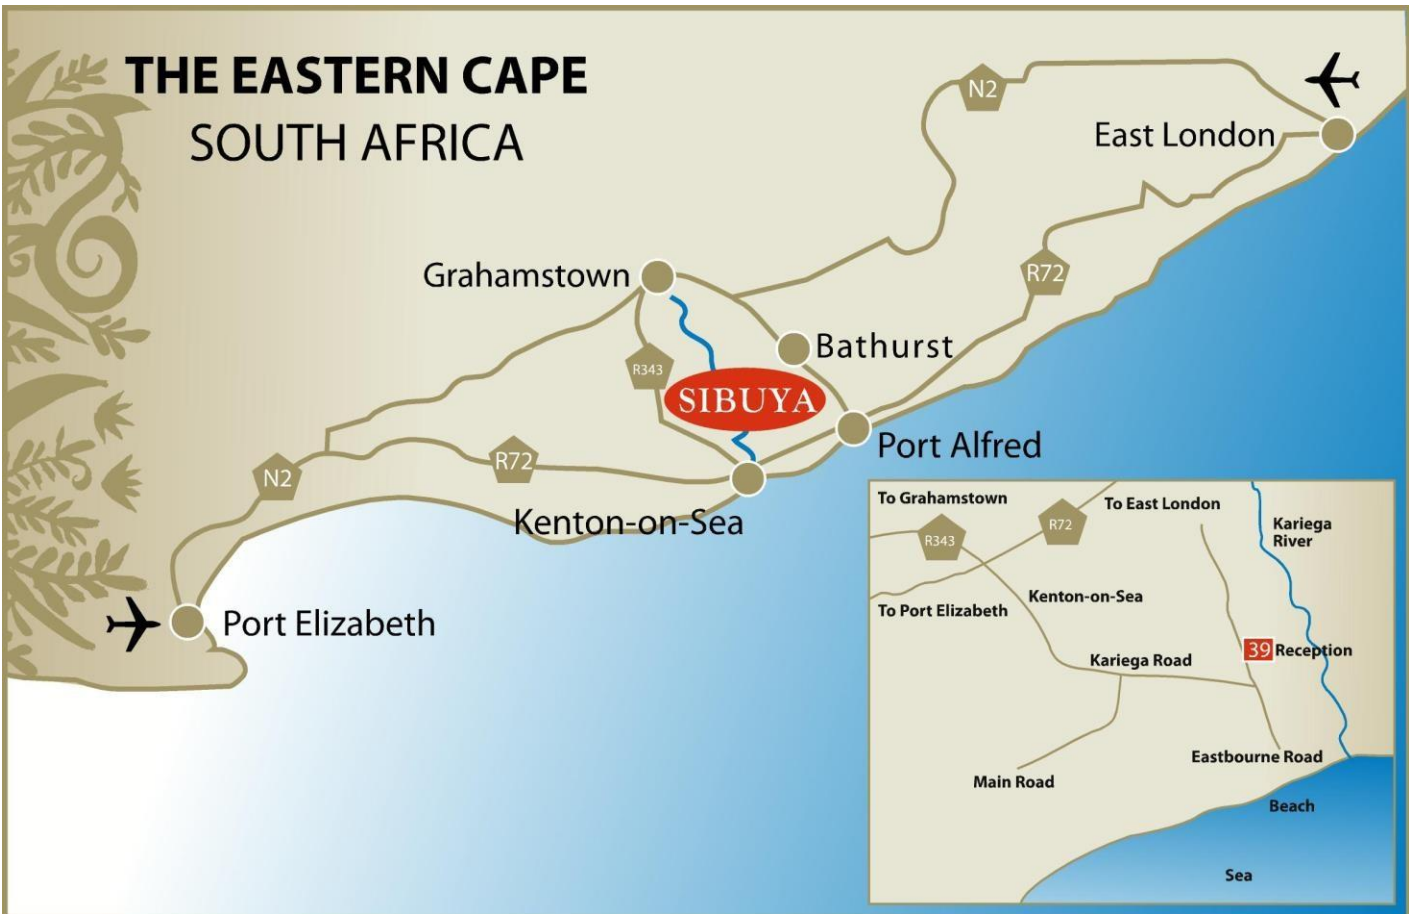 THE EASTERN CAPE
SOUTH AFRICA
N2
East London
Grahamstown
R72
Bathurst
R343
SIBUYA
Port Alfred
R72
N2
Kenton-on-Sea
Port Elizabeth
To Grahamstown
To East London
R72
Kariega
River
R343
Kenton-on-Sea
To Port Elizabeth
39 Reception
Kariega Road
Eastbourne Road
Main Road
Beach
Sea